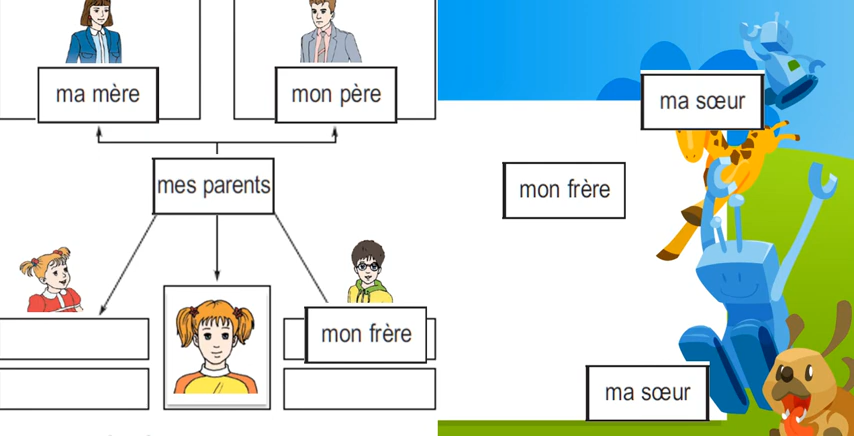 ma mère
mon père
mes parents
mon frère
ma sœur
mon frère
ma sœur